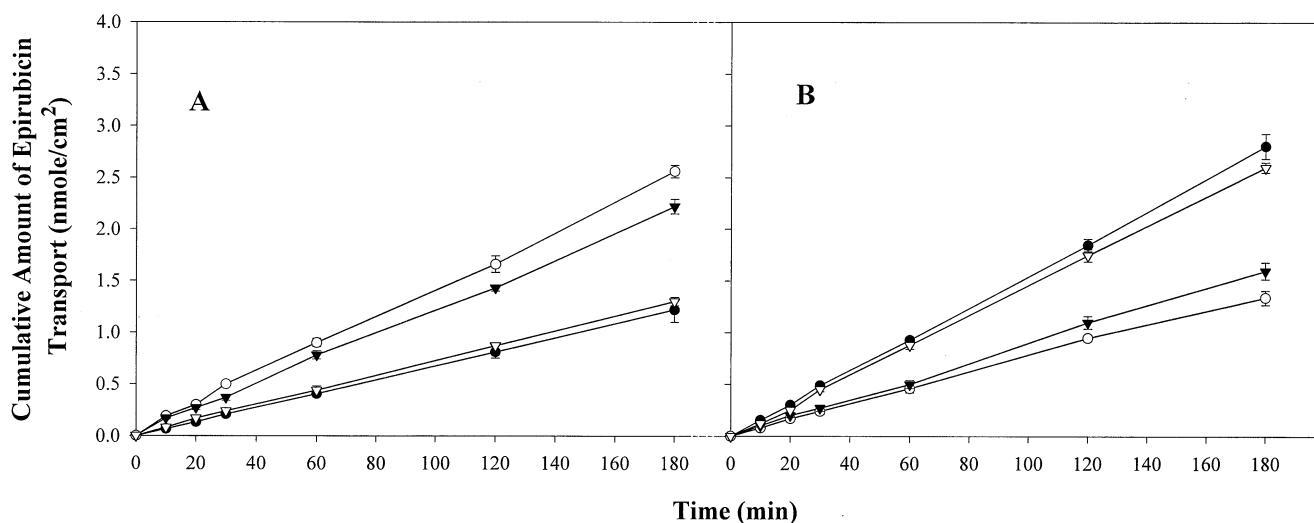 Cumulative Amount of Epirubicin
Transport (nmole/cm²)
4.0
3.5
3.0
2.5
2.0
1.5
1.0
0.5
0.0
A
B
0 20 40 60 80 100 120 140 160 180
0 20 40 60 80 100 120 140 160 180
Time (min)